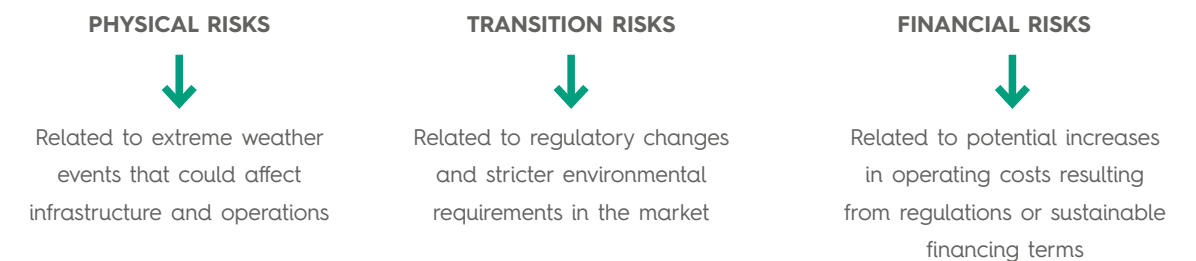 PHYSICAL RISKS
Related to extreme weather
events that could affect
infrastructure and operations
TRANSITION RISKS
Related to regulatory changes
and stricter environmental
requirements in the market
FINANCIAL RISKS
Related to potential increases
in operating costs resulting
from regulations or sustainable
financing terms